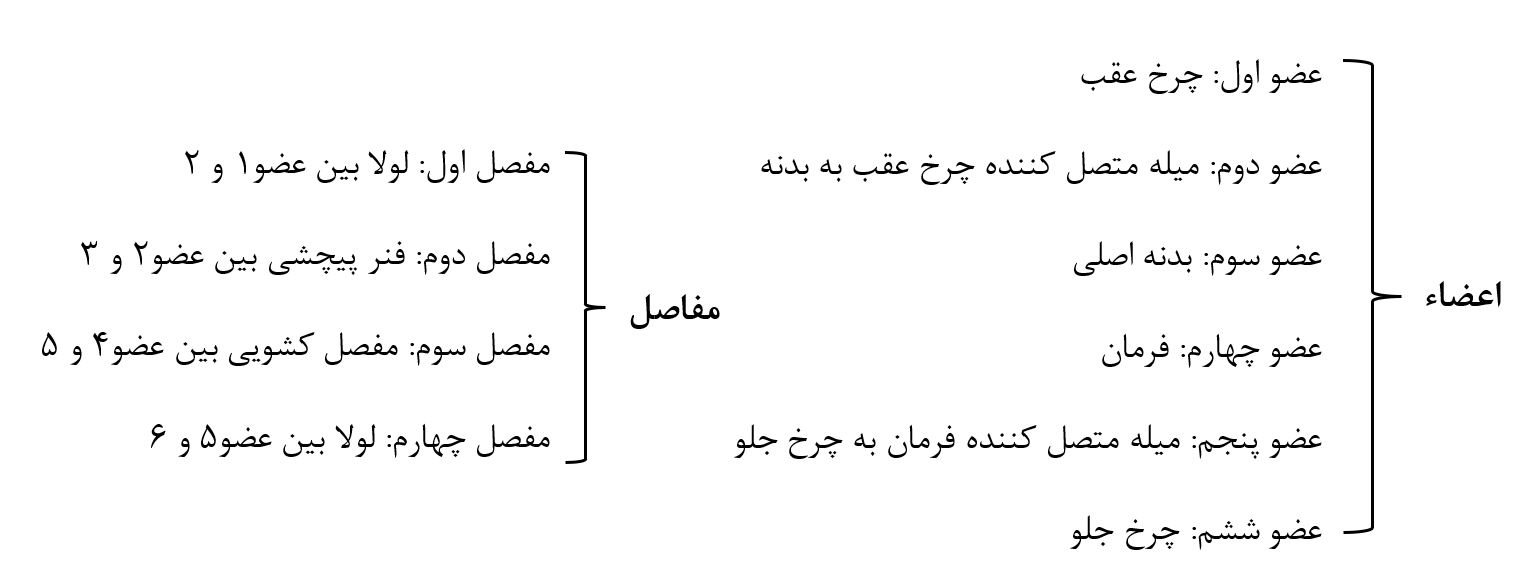 اعضاء
عضو اول: چرخ عقب
عضو دوم: میله متصل کننده چرخ عقب به بدنه
عضو سوم: بدنه اصلی
عضو چهارم: فرمان
عضو پنجم: میله متصل کننده فرمان به چرخ جلو
عضو ششم: چرخ جلو
مفاصل
مفصل اول: لولا بین عضو۱ و ۲
مفصل دوم: فنر پیچشی بین عضو۲ و ۳
مفصل سوم: مفصل کشویی بین عضو۴ و ۵
مفصل چهارم: لولا بین عضو۵ و ۶